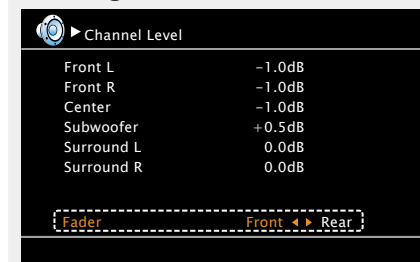 Channel Level
Front L -1.0dB
Front R -1.0dB
Center -1.0dB
Subwoofer +0.5dB
Surround L 0.0dB
Surround R 0.0dB
Fader Front ◀ ▶ Rear